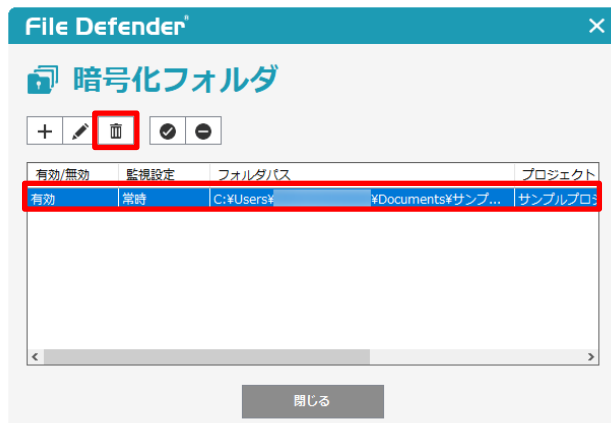 File Defender®
暗号化フォルダ
有効/無効 監視設定 フォルダパス プロジェクト
有効 常時 C:¥Users¥ ¥Documents¥サンプ... サンプルプロジ
閉じる